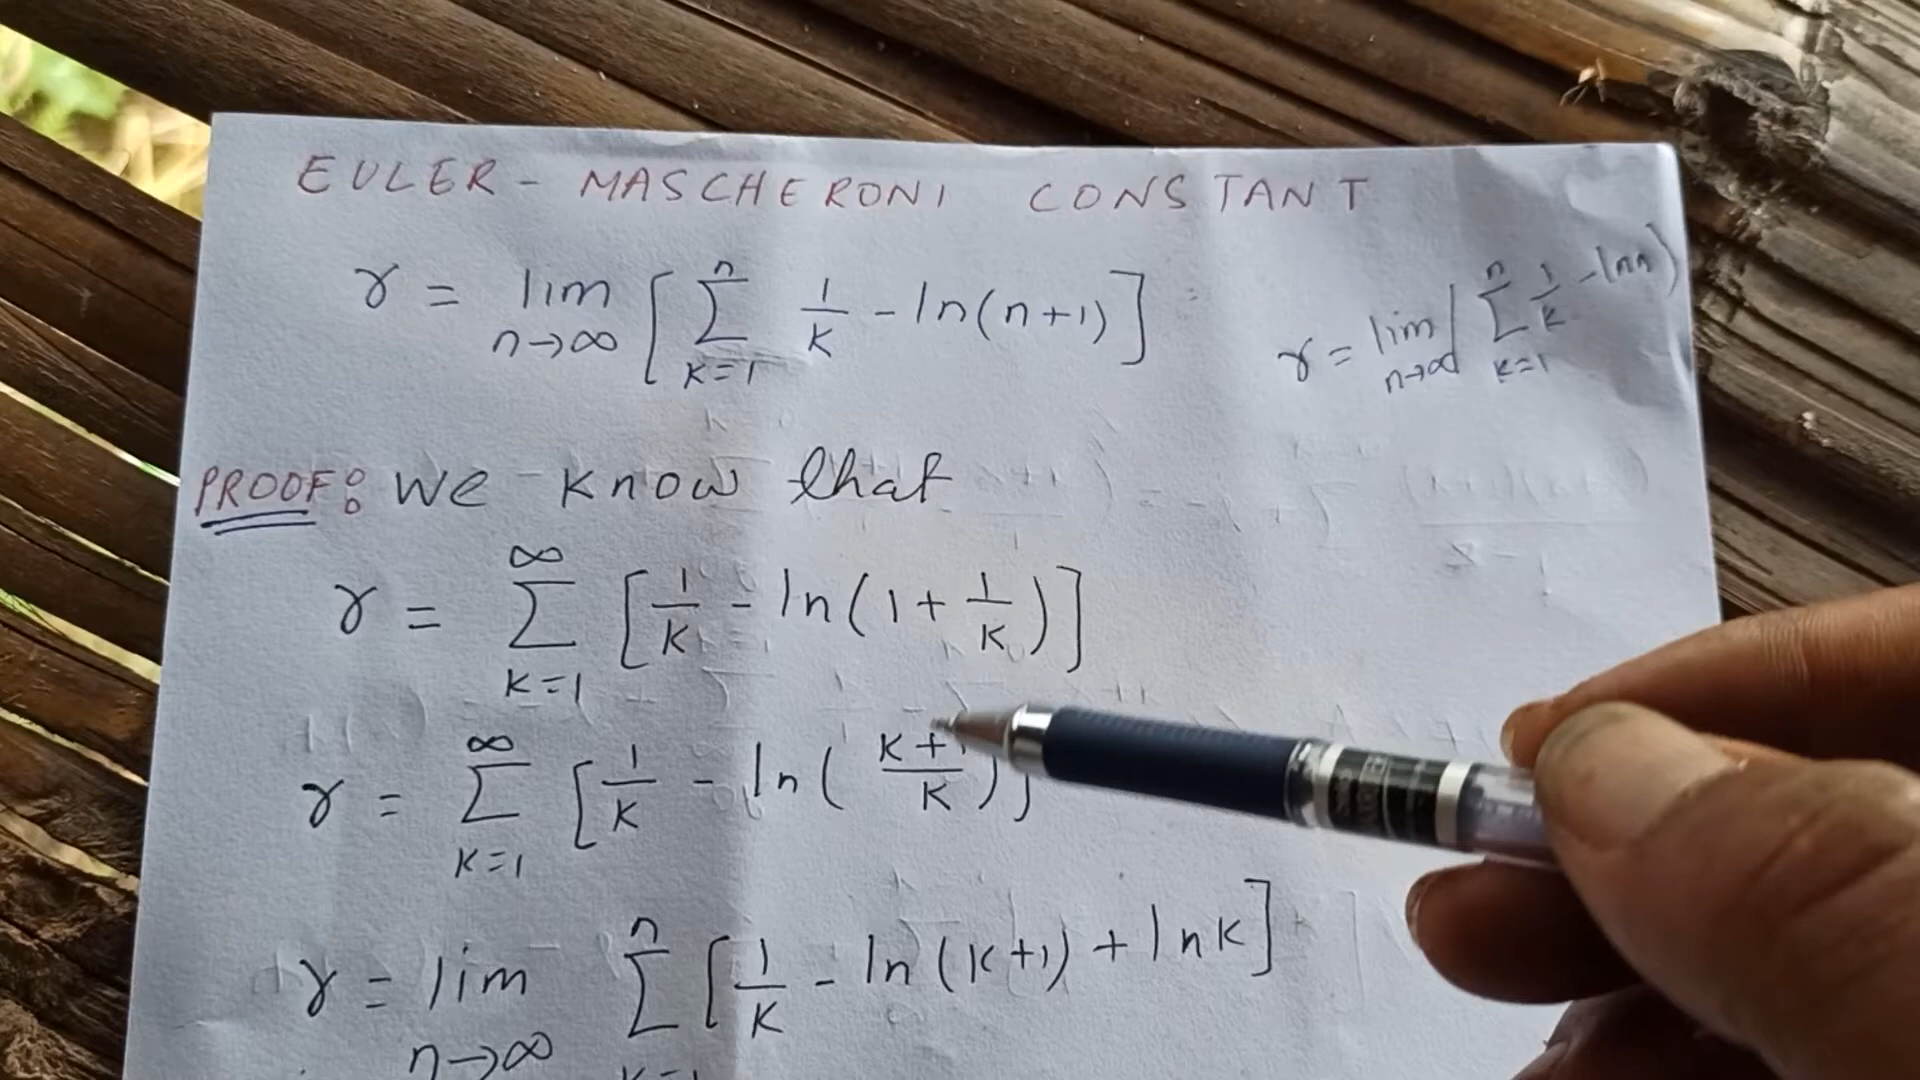 EULER - MASCHERONI CONSTANT
γ = lim n→∞ [ n Σ k=1 1/k - ln(n+1) ]
γ = lim n→∞ ( n Σ k=1 1/k - ln n )
PROOF: We know that
γ = ∞ Σ k=1 [ 1/k - ln(1 + 1/k) ]
γ = ∞ Σ k=1 [ 1/k - ln( k+1/k ) ]
γ = lim n→∞ n Σ k=1 [ 1/k - ln(k+1) + ln k ]